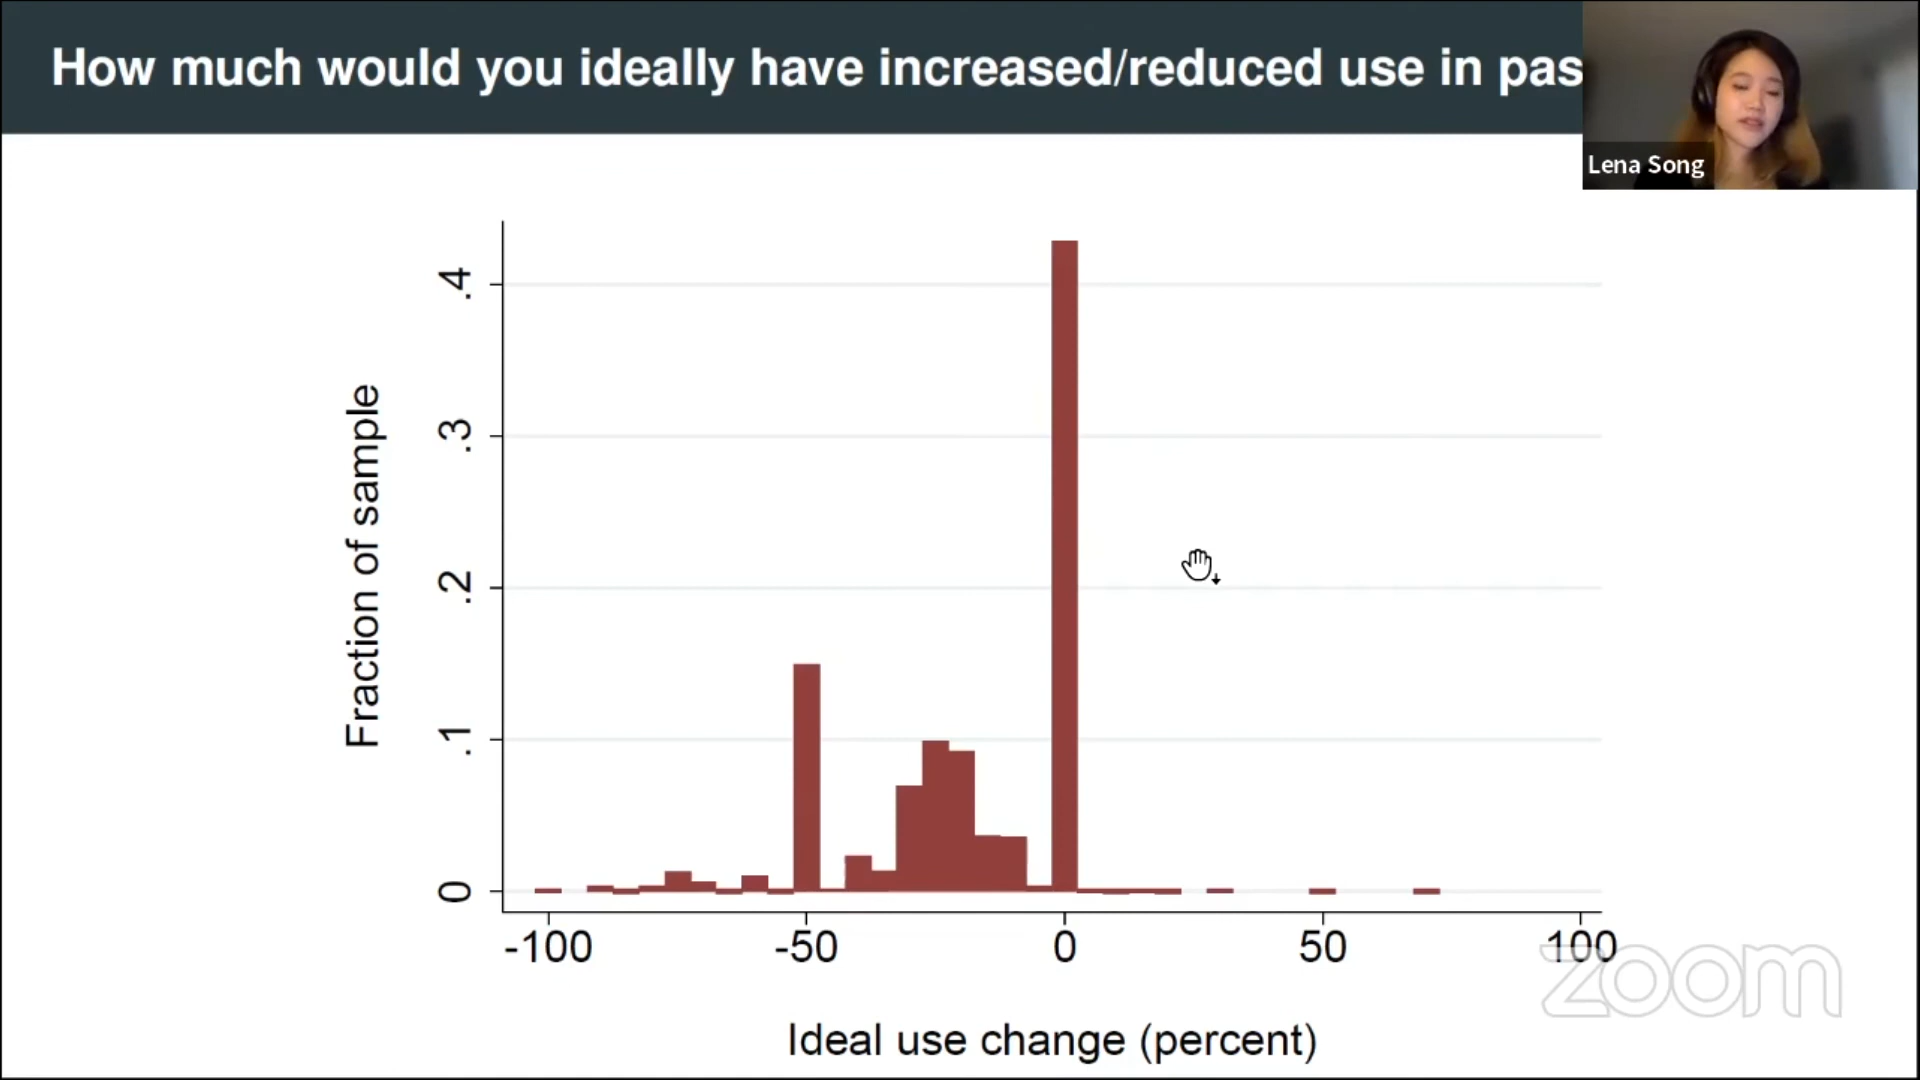 How much would you ideally have increased/reduced use in pas
Lena Song
Fraction of sample
.4
.3
.2
.1
0
-100 -50 0 50 100
Ideal use change (percent)
zoom